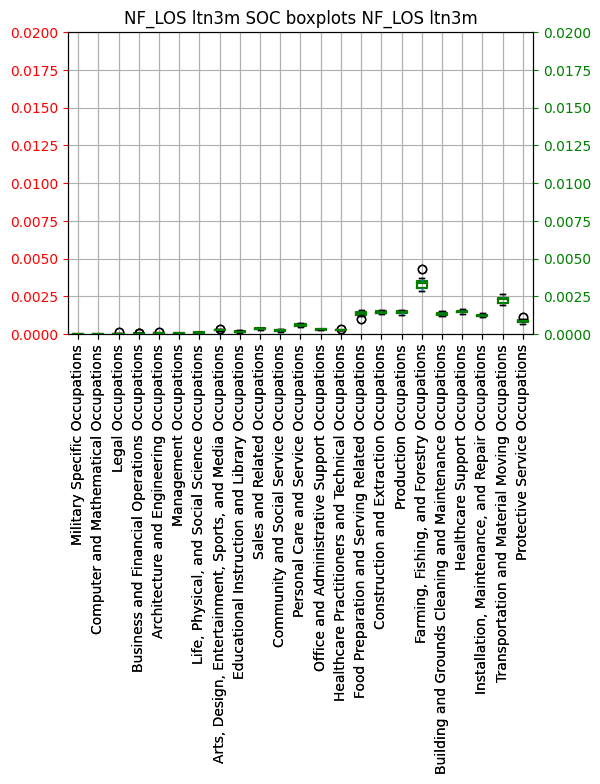 NF_LOS ltn3m SOC boxplots NF_LOS ltn3m
0.0200 0.0200
0.0175 0.0175
0.0150 0.0150
0.0125 0.0125
0.0100 0.0100
0.0075 0.0075
0.0050 0.0050
0.0025 0.0025
0.0000 0.0000
Military Specific Occupations
Computer and Mathematical Occupations
Legal Occupations
Business and Financial Operations Occupations
Architecture and Engineering Occupations
Management Occupations
Life, Physical, and Social Science Occupations
Arts, Design, Entertainment, Sports, and Media Occupations
Educational Instruction and Library Occupations
Sales and Related Occupations
Community and Social Service Occupations
Personal Care and Service Occupations
Office and Administrative Support Occupations
Healthcare Practitioners and Technical Occupations
Food Preparation and Serving Related Occupations
Construction and Extraction Occupations
Production Occupations
Farming, Fishing, and Forestry Occupations
Building and Grounds Cleaning and Maintenance Occupations
Healthcare Support Occupations
Installation, Maintenance, and Repair Occupations
Transportation and Material Moving Occupations
Protective Service Occupations